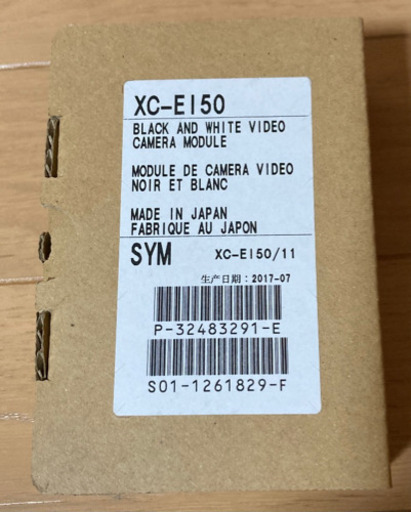 XC-EI50
BLACK AND WHITE VIDEO
CAMERA MODULE
MODULE DE CAMERA VIDEO
NOIR ET BLANC
MADE IN JAPAN
FABRIQUE AU JAPON
SYM XC-EI50/11
生产日期：2017-07
P-32483291-E
S01-1261829-F